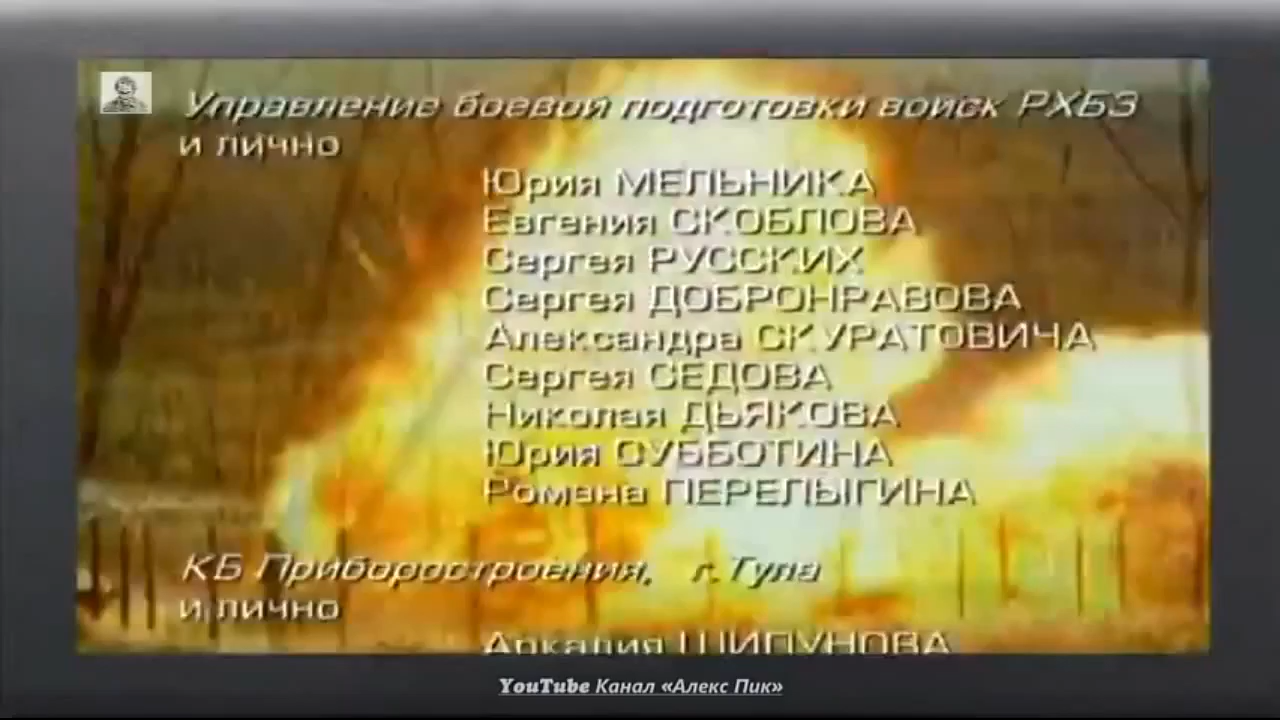 Управление боевой подготовки войск РХБЗ
и лично
Юрия МЕЛЬНИКА
Евгения СКОБЛОВА
Сергея РУССКИХ
Сергея ДОБРОНРАВОВА
Александра СКУРАТОВИЧА
Сергея СЕДОВА
Николая ДЬЯКОВА
Юрия СУББОТИНА
Романа ПЕРЕЛЫГИНА
КБ Приборостроения, г. Тула
и лично
Аркадия ШИПУНОВА
YouTube Канал «Алекс Пик»